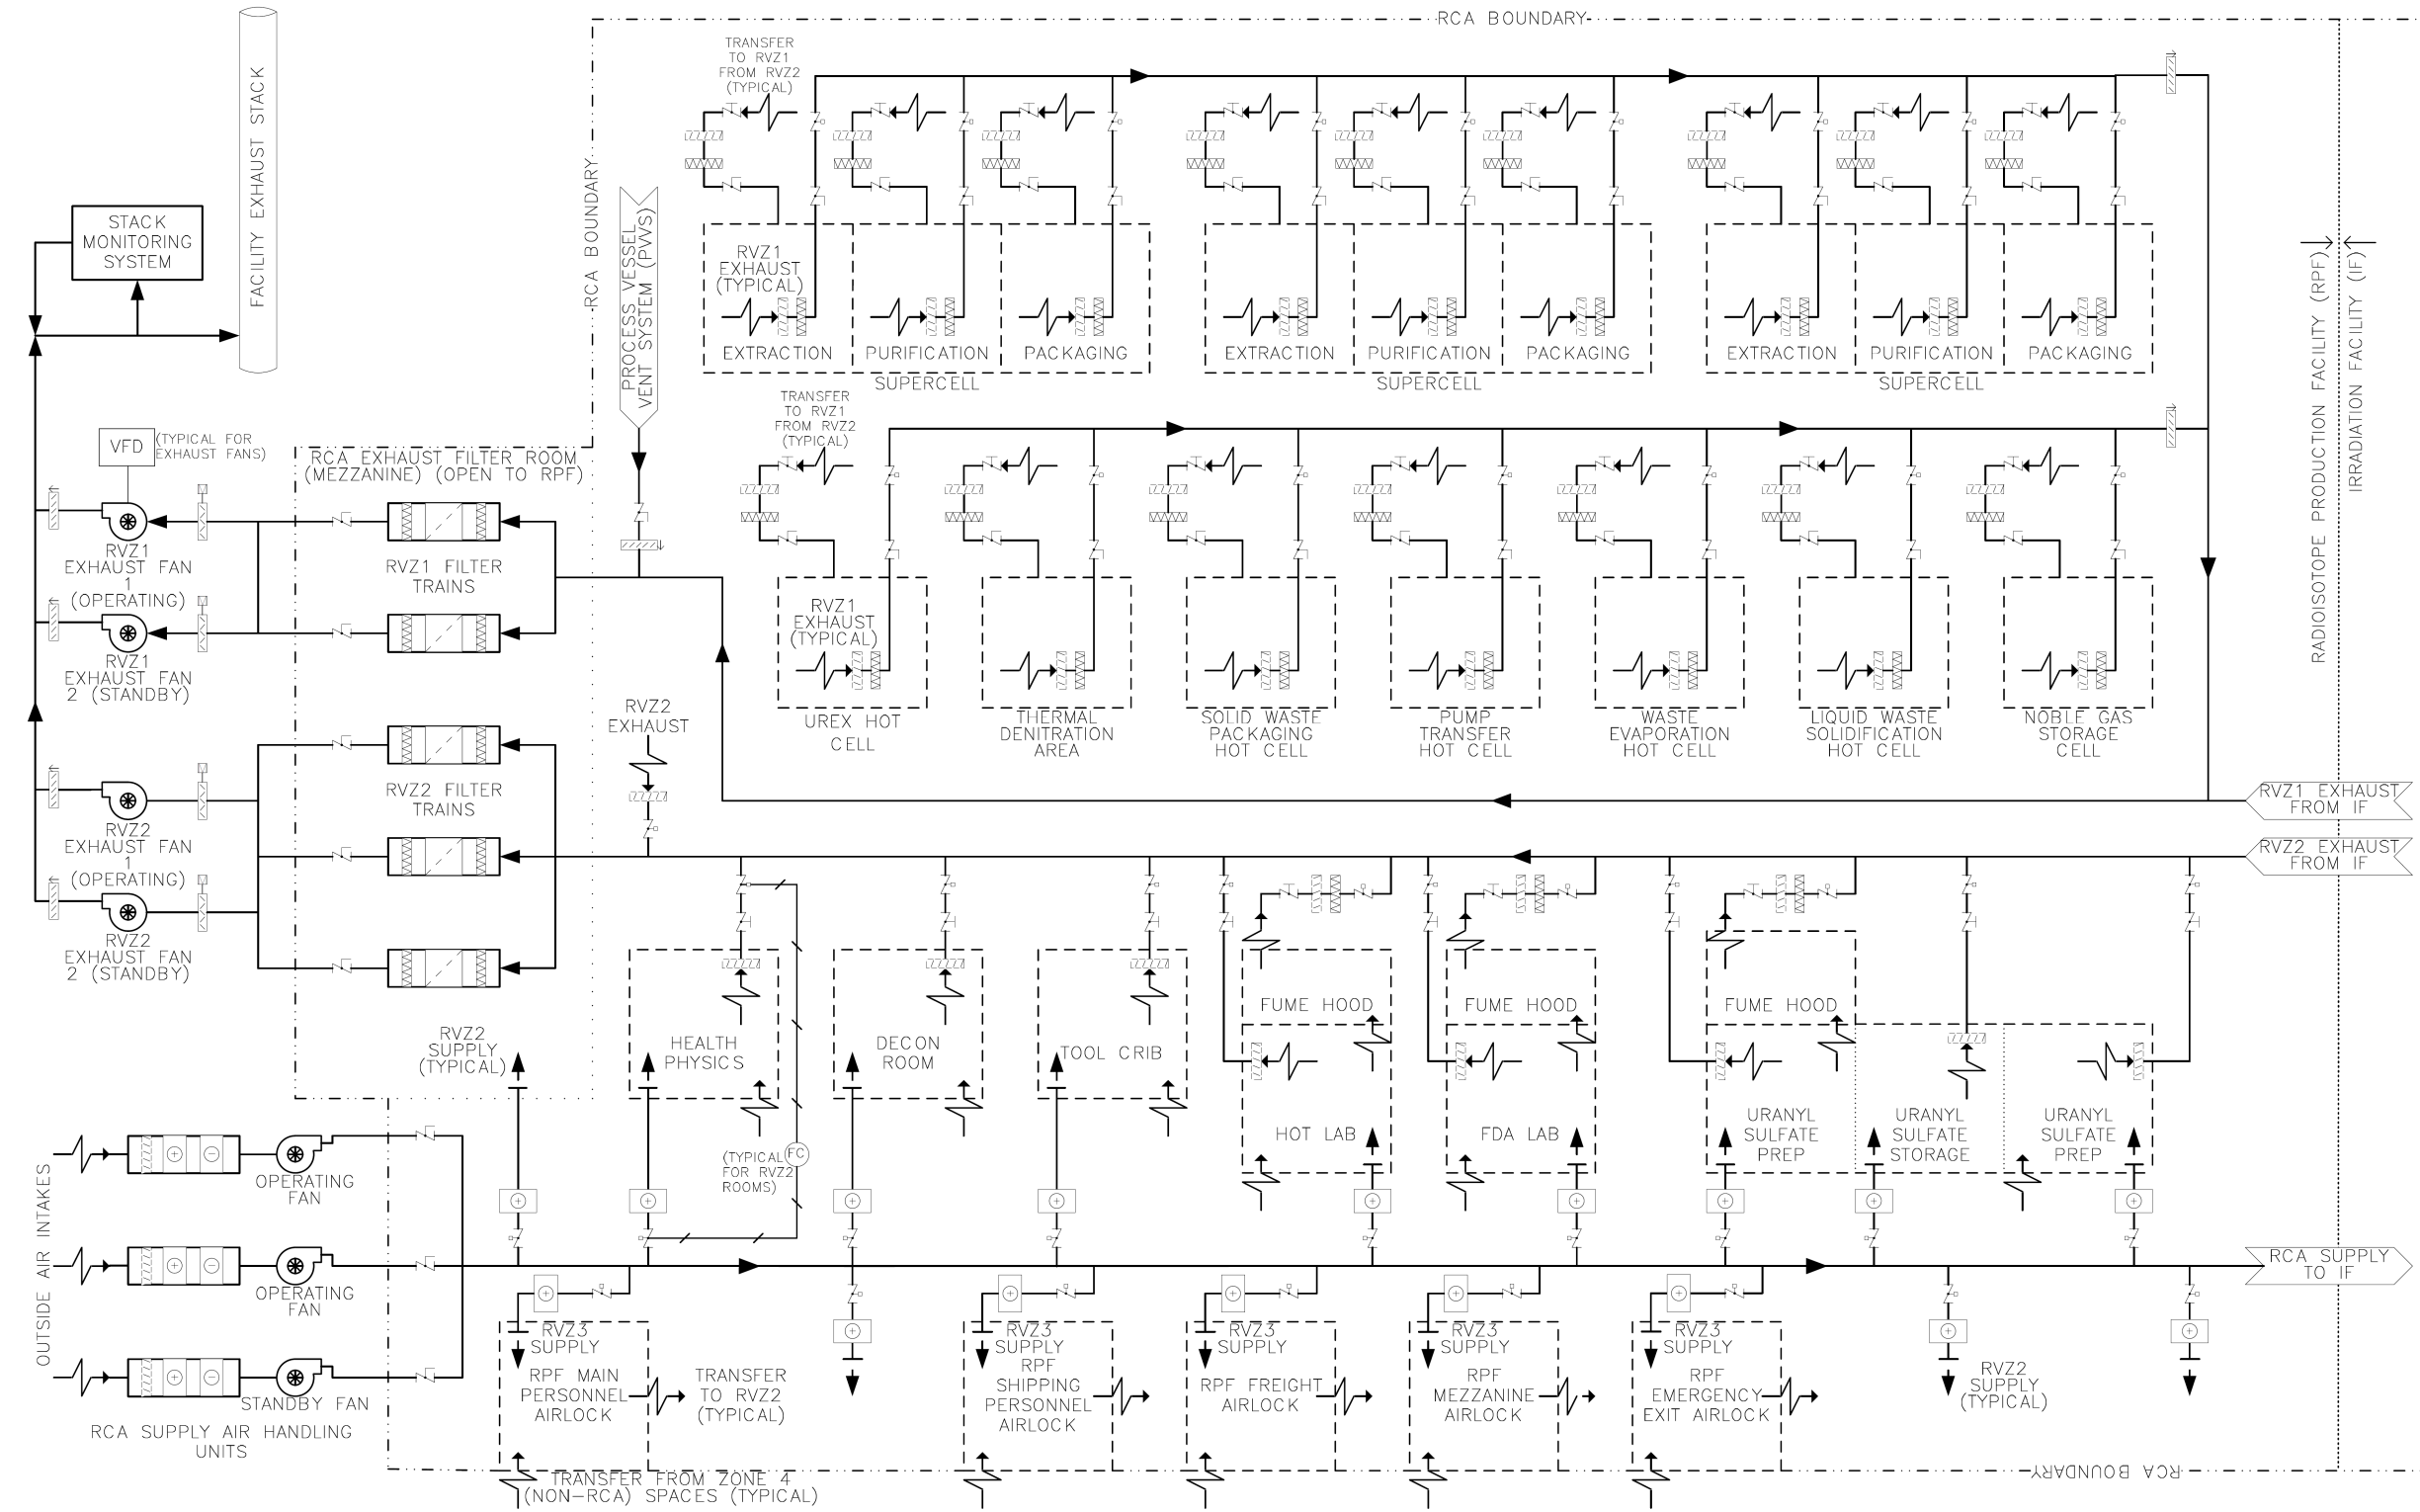 RCA BOUNDARY
TRANSFER
TO RVZ1
FROM RVZ2
(TYPICAL)
FACILITY EXHAUST STACK
STACK
MONITORING
SYSTEM
RCA BOUNDARY
PROCESS VESSEL
VENT SYSTEM (PVVS)
RVZ1
EXHAUST
(TYPICAL)
EXTRACTION
PURIFICATION
PACKAGING
SUPERCELL
EXTRACTION
PURIFICATION
PACKAGING
SUPERCELL
EXTRACTION
PURIFICATION
PACKAGING
SUPERCELL
RADIOISOTOPE PRODUCTION FACILITY (RPF)
IRRADIATION FACILITY (IF)
VFD
(TYPICAL FOR
EXHAUST FANS)
RCA EXHAUST FILTER ROOM
(MEZZANINE) (OPEN TO RPF)
TRANSFER
TO RVZ1
FROM RVZ2
(TYPICAL)
RVZ1
EXHAUST FAN
1
(OPERATING)
RVZ1 FILTER
TRAINS
RVZ1
EXHAUST FAN
2 (STANDBY)
RVZ1
EXHAUST
(TYPICAL)
UREX HOT
CELL
THERMAL
DENITRATION
AREA
SOLID WASTE
PACKAGING
HOT CELL
PUMP
TRANSFER
HOT CELL
WASTE
EVAPORATION
HOT CELL
LIQUID WASTE
SOLIDIFICATION
HOT CELL
NOBLE GAS
STORAGE
CELL
RVZ2
EXHAUST
RVZ2 FILTER
TRAINS
RVZ1 EXHAUST
FROM IF
RVZ2 EXHAUST
FROM IF
RVZ2
EXHAUST FAN
1
(OPERATING)
RVZ2
EXHAUST FAN
2 (STANDBY)
RVZ2
SUPPLY
(TYPICAL)
HEALTH
PHYSICS
DECON
ROOM
TOOL CRIB
FUME HOOD
HOT LAB
FUME HOOD
FDA LAB
FUME HOOD
URANYL
SULFATE
PREP
URANYL
SULFATE
STORAGE
URANYL
SULFATE
PREP
(TYPICAL
FOR RVZ2
ROOMS)
FC
OUTSIDE AIR INTAKES
OPERATING
FAN
OPERATING
FAN
STANDBY FAN
RCA SUPPLY AIR HANDLING
UNITS
RCA SUPPLY
TO IF
RVZ3
SUPPLY
RPF MAIN
PERSONNEL
AIRLOCK
TRANSFER
TO RVZ2
(TYPICAL)
RVZ3
SUPPLY
RPF
SHIPPING
PERSONNEL
AIRLOCK
RVZ3
SUPPLY
RPF FREIGHT
AIRLOCK
RVZ3
SUPPLY
RPF
MEZZANINE
AIRLOCK
RVZ3
SUPPLY
RPF
EMERGENCY
EXIT AIRLOCK
RVZ2
SUPPLY
(TYPICAL)
TRANSFER FROM ZONE 4
(NON-RCA) SPACES (TYPICAL)
RCA BOUNDARY